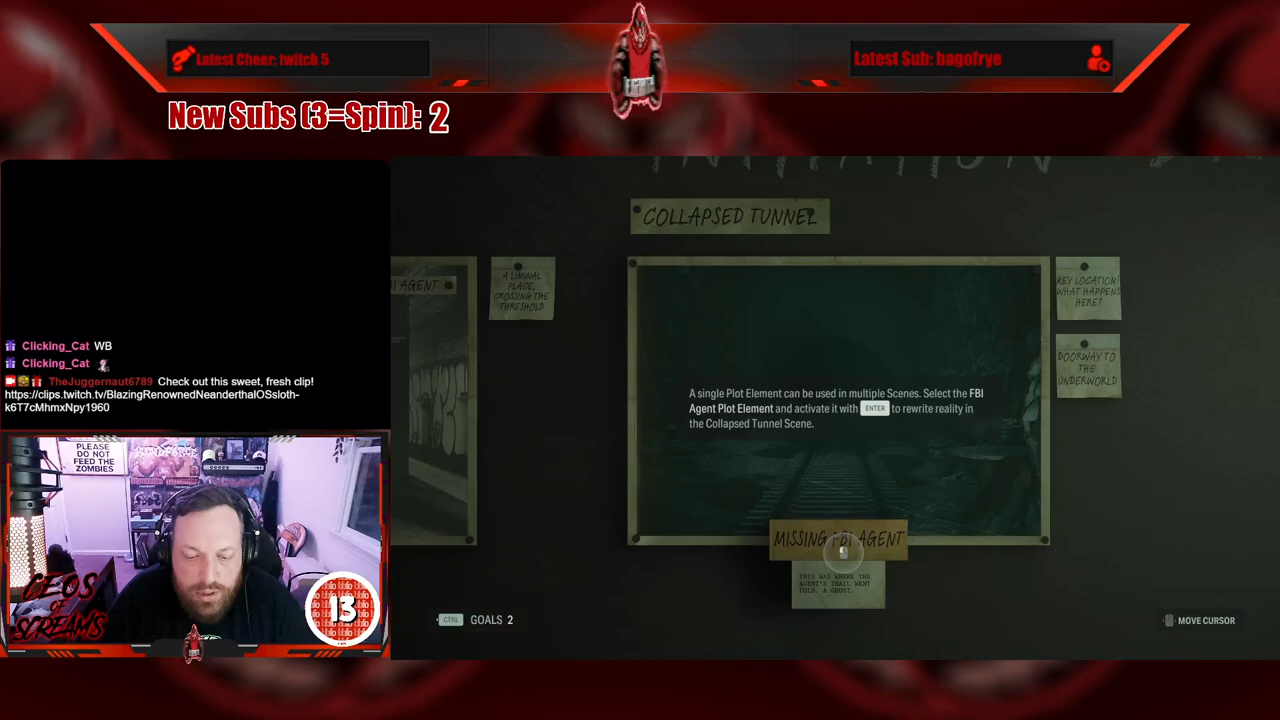 Latest Cheer: twitch 5
Latest Sub: bagofrye
New Subs (3=Spin): 2
INITIATION
COLLAPSED TUNNEL
AGENT
A LIMINAL
PLACE,
CROSSING THE
THRESHOLD
KEY LOCATION!
WHAT HAPPENS
HERE?
DOORWAY TO
THE
UNDERWORLD
A single Plot Element can be used in multiple Scenes. Select the FBI
Agent Plot Element and activate it with ENTER to rewrite reality in
the Collapsed Tunnel Scene.
MISSING FBI AGENT
THIS WAS WHERE THE
AGENT'S TRAIL WENT
COLD. A GHOST.
CTRL GOALS 2
MOVE CURSOR
Clicking_Cat WB
Clicking_Cat
TheJuggernaut6789 Check out this sweet, fresh clip!
https://clips.twitch.tv/BlazingRenownedNeanderthalOSsloth-
k6T7cMhmxNpy1960
PLEASE
DO NOT
FEED THE
ZOMBIES
CEOS
OF
SCREAMS
13